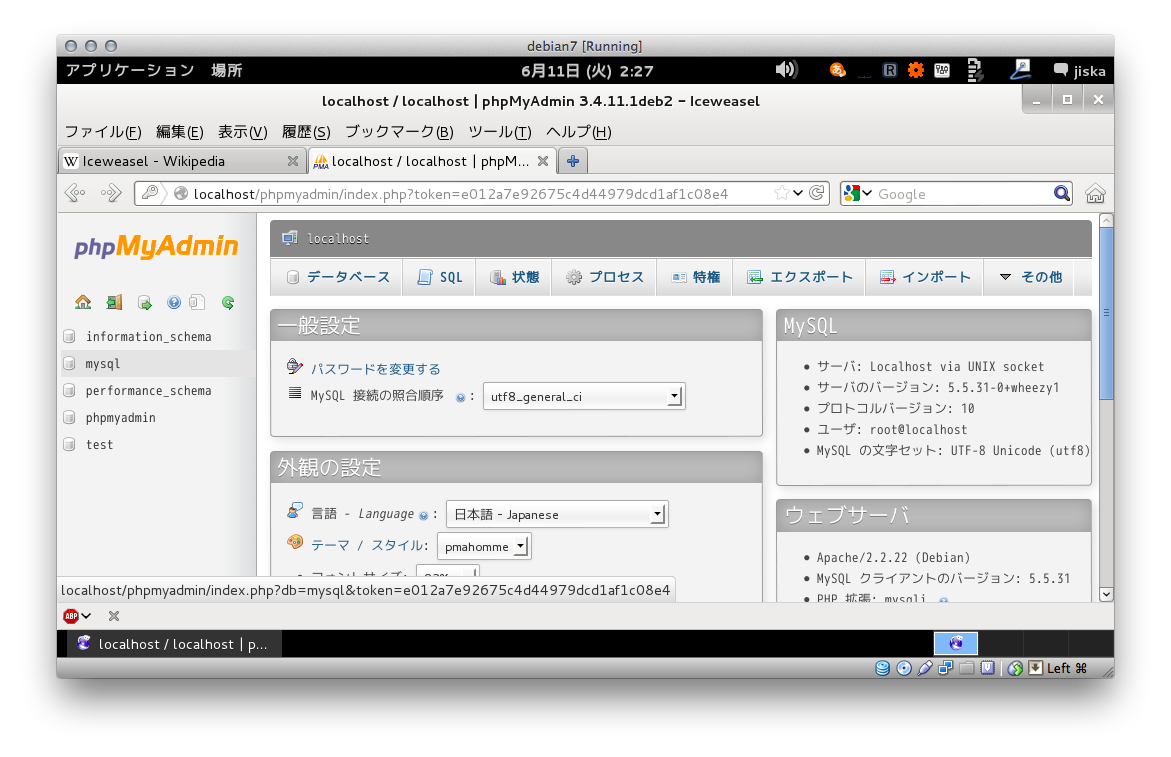 debian7 [Running]
アプリケーション 場所 6月11日 (火) 2:27 jiska
localhost / localhost | phpMyAdmin 3.4.11.1deb2 – Iceweasel
ファイル(F) 編集(E) 表示(V) 履歴(S) ブックマーク(B) ツール(T) ヘルプ(H)
W Iceweasel - Wikipedia PMA localhost / localhost | phpM...
localhost/phpmyadmin/index.php?token=e012a7e92675c4d44979dcd1af1c08e4 Google
phpMyAdmin
information_schema
mysql
performance_schema
phpmyadmin
test
localhost
データベース SQL 状態 プロセス 特権 エクスポート インポート その他
一般設定
パスワードを変更する
MySQL 接続の照合順序 : utf8_general_ci
外観の設定
言語 - Language : 日本語 - Japanese
テーマ / スタイル: pmahomme
フォントサイズ: 82%
MySQL
サーバ: Localhost via UNIX socket
サーバのバージョン: 5.5.31-0+wheezy1
プロトコルバージョン: 10
ユーザ: root@localhost
MySQL の文字セット: UTF-8 Unicode (utf8)
ウェブサーバ
Apache/2.2.22 (Debian)
MySQL クライアントのバージョン: 5.5.31
PHP 拡張: mysqli
localhost/phpmyadmin/index.php?db=mysql&token=e012a7e92675c4d44979dcd1af1c08e4
ABP
localhost / localhost | p...
Left ⌘